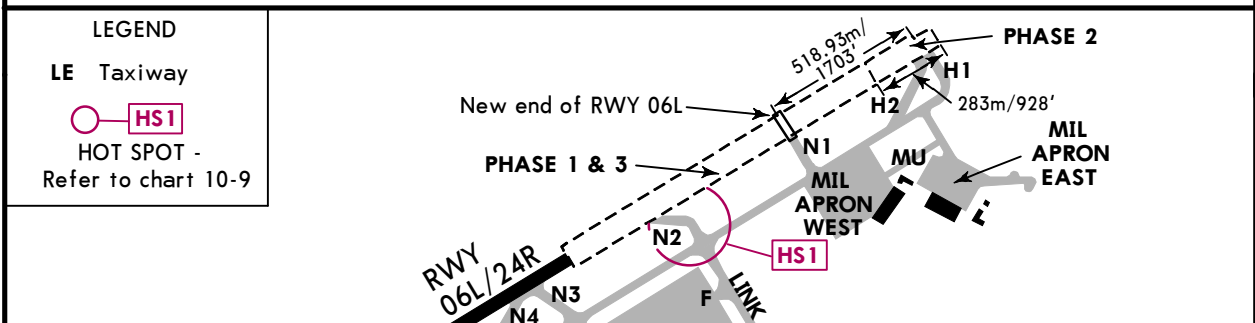 LEGEND
LE Taxiway
HS1
HOT SPOT -
Refer to chart 10-9
518.93m/
1703'
PHASE 2
H1
H2
283m/928'
New end of RWY 06L
N1
PHASE 1 & 3
MU
MIL
APRON
EAST
MIL
APRON
WEST
N2
HS1
RWY
06L/24R
N3
N4
F
LINK